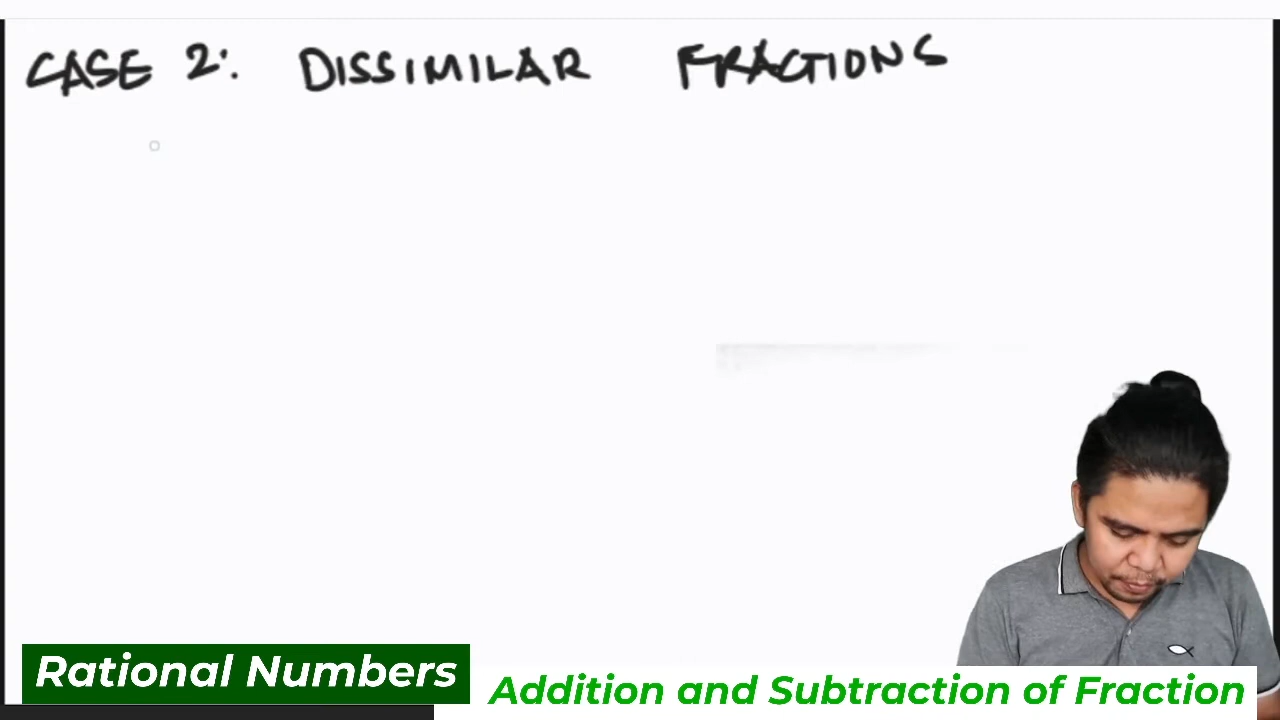 CASE 2: DISSIMILAR FRACTIONS
Rational Numbers
Addition and Subtraction of Fraction